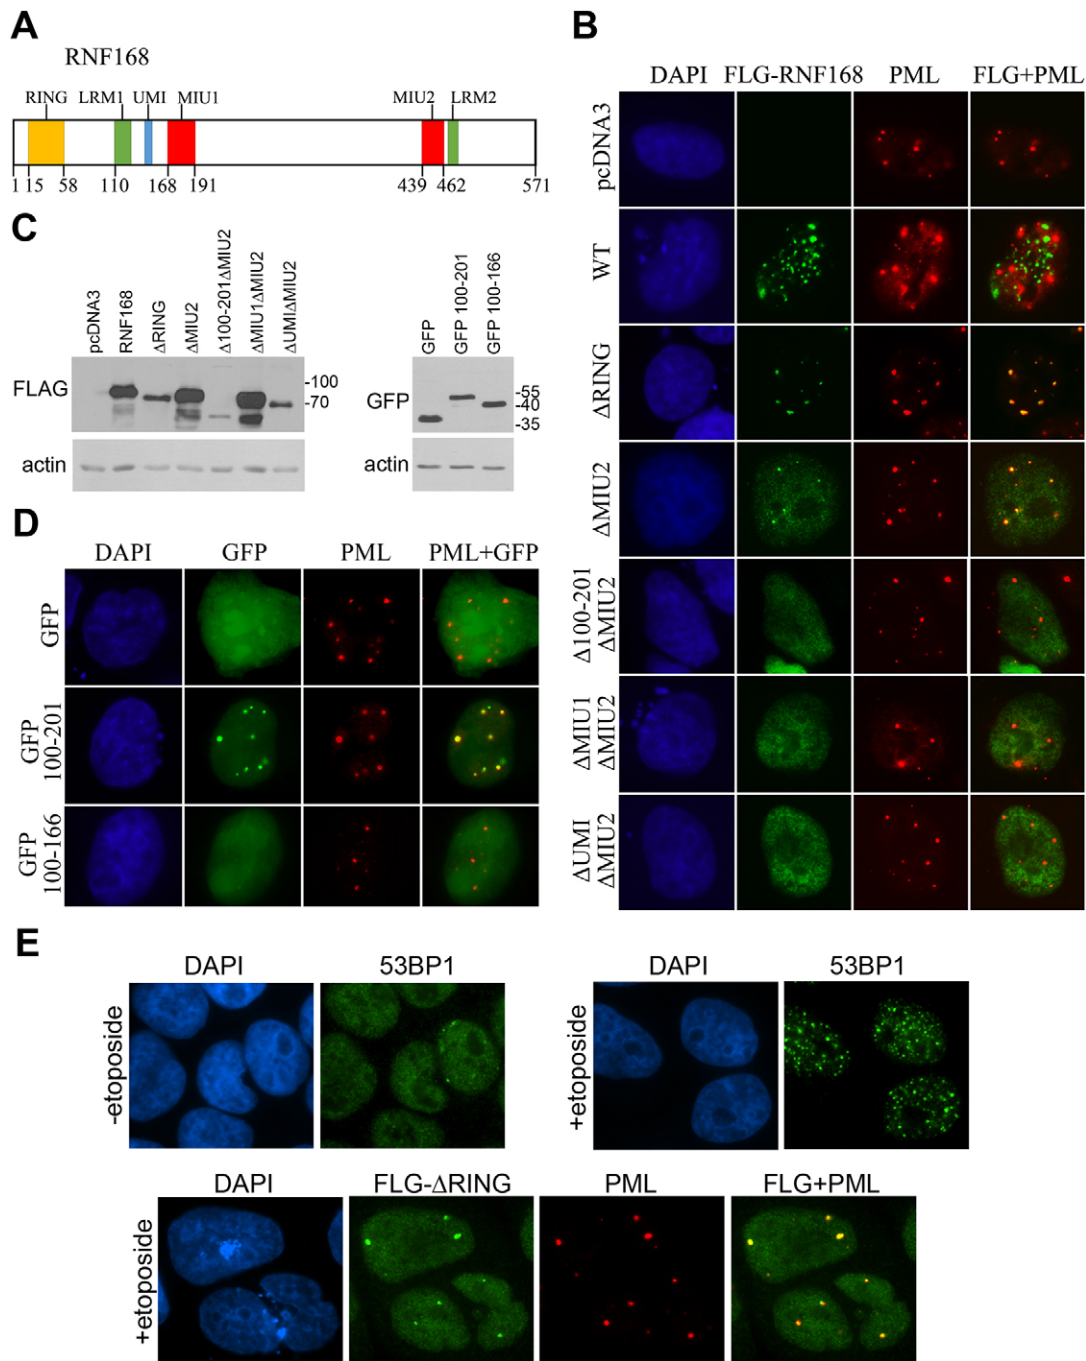 A
RNF168
RING LRM1 UMI MIU1 MIU2 LRM2
1 15 58 110 168 191 439 462 571
B
DAPI FLG-RNF168 PML FLG+PML
pcDNA3
WT
ΔRING
ΔMIU2
Δ100-201
ΔMIU2
ΔMIU1
ΔMIU2
ΔUMI
ΔMIU2
C
pcDNA3
RNF168
ΔRING
ΔMIU2
Δ100-201ΔMIU2
ΔMIU1ΔMIU2
ΔUMIΔMIU2
FLAG
-100
-70
actin
GFP
GFP 100-201
GFP 100-166
GFP
-55
-40
-35
actin
D
DAPI GFP PML PML+GFP
GFP
GFP
100-201
GFP
100-166
E
DAPI 53BP1
-etoposide
DAPI 53BP1
+etoposide
DAPI FLG-ΔRING PML FLG+PML
+etoposide